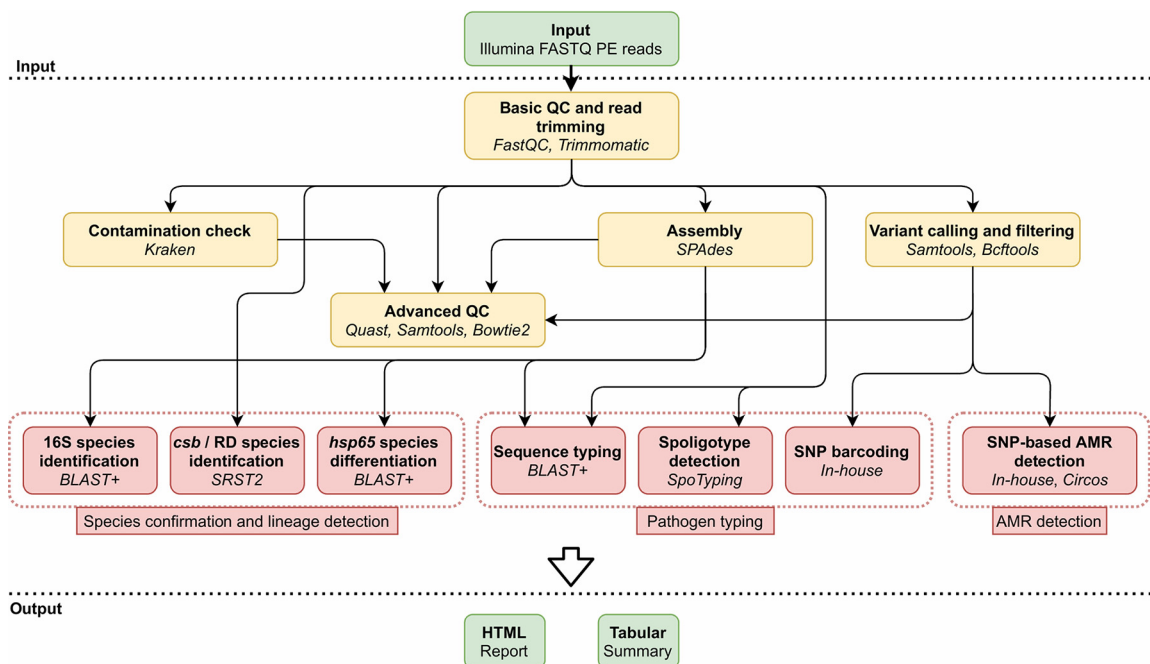 Input
Illumina FASTQ PE reads
Input
Basic QC and read
trimming
FastQC, Trimmomatic
Contamination check
Kraken
Assembly
SPAdes
Variant calling and filtering
Samtools, Bcftools
Advanced QC
Quast, Samtools, Bowtie2
16S species
identification
BLAST+
csb / RD species
identifcation
SRST2
hsp65 species
differentiation
BLAST+
Sequence typing
BLAST+
Spoligotype
detection
SpoTyping
SNP barcoding
In-house
SNP-based AMR
detection
In-house, Circos
Species confirmation and lineage detection
Pathogen typing
AMR detection
Output
HTML
Report
Tabular
Summary